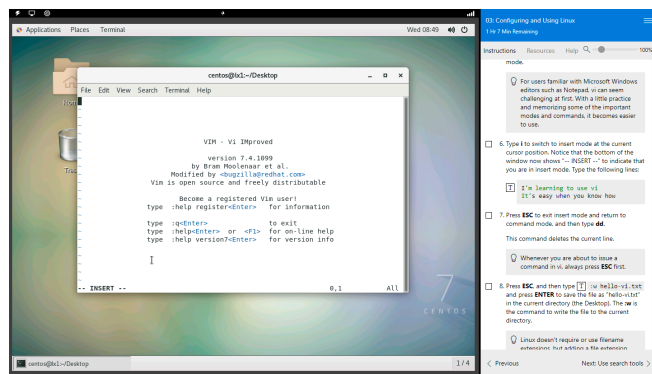 Applications Places Terminal
Wed 08:49
centos@lx1:~/Desktop
File Edit View Search Terminal Help
VIM - Vi IMproved
version 7.4.1099
by Bram Moolenaar et al.
Modified by <bugzilla@redhat.com>
Vim is open source and freely distributable
Become a registered Vim user!
type :help register<Enter> for information
type :q<Enter> to exit
type :help<Enter> or <F1> for on-line help
type :help version7<Enter> for version info
-- INSERT -- 0,1 All
7
CENTOS
centos@lx1:~/Desktop
1 / 4
03: Configuring and Using Linux
1 Hr 7 Min Remaining
Instructions Resources Help 100%
mode.
For users familiar with Microsoft Windows
editors such as Notepad, vi can seem
challenging at first. With a little practice
and memorizing some of the important
modes and commands, it becomes easier
to use.
6. Type i to switch to insert mode at the current
cursor position. Notice that the bottom of the
window now shows "-- INSERT --" to indicate that
you are in insert mode. Type the following lines:
T I'm learning to use vi
It's easy when you know how
7. Press ESC to exit insert mode and return to
command mode, and then type dd.
This command deletes the current line.
Whenever you are about to issue a
command in vi, always press ESC first.
8. Press ESC, and then type T :w hello-vi.txt
and press ENTER to save the file as "hello-vi.txt"
in the current directory (the Desktop). The :w is
the command to write the file to the current
directory.
Linux doesn't require or use filename
extensions, but adding a file extension
< Previous Next: Use search tools >